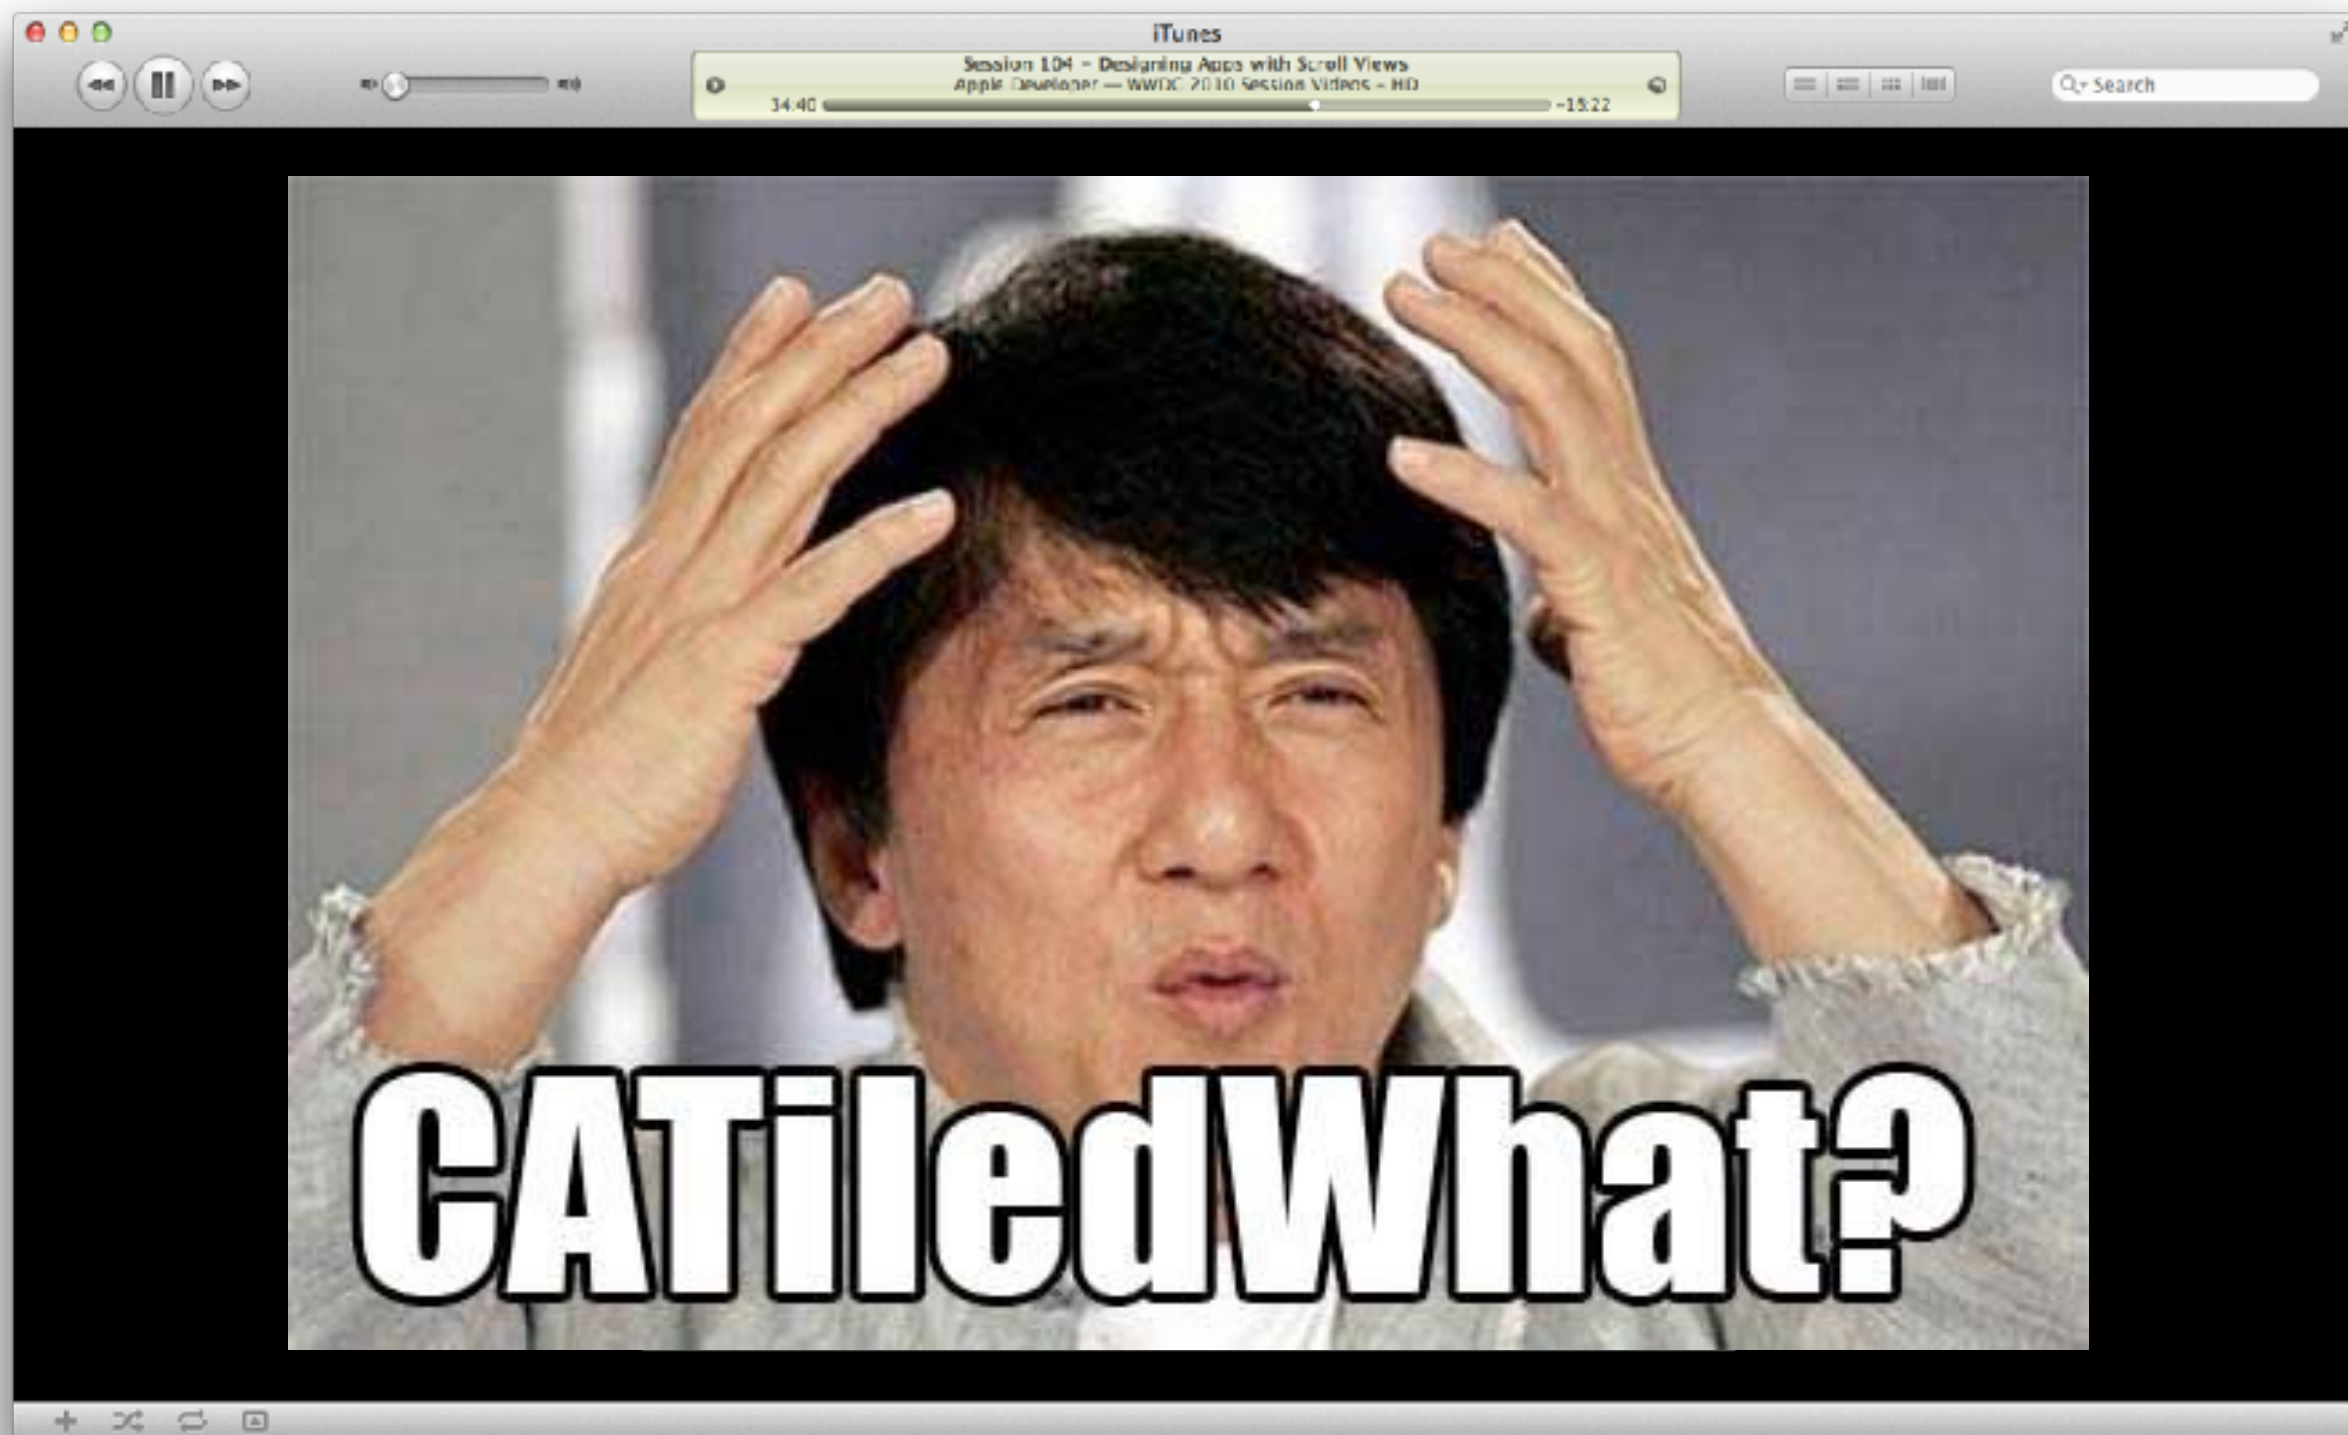 iTunes
Session 104 – Designing Apps with Scroll Views
Apple Developer — WWDC 2010 Session Videos – HD
34:40 -15:22
Search
CATiledWhat?